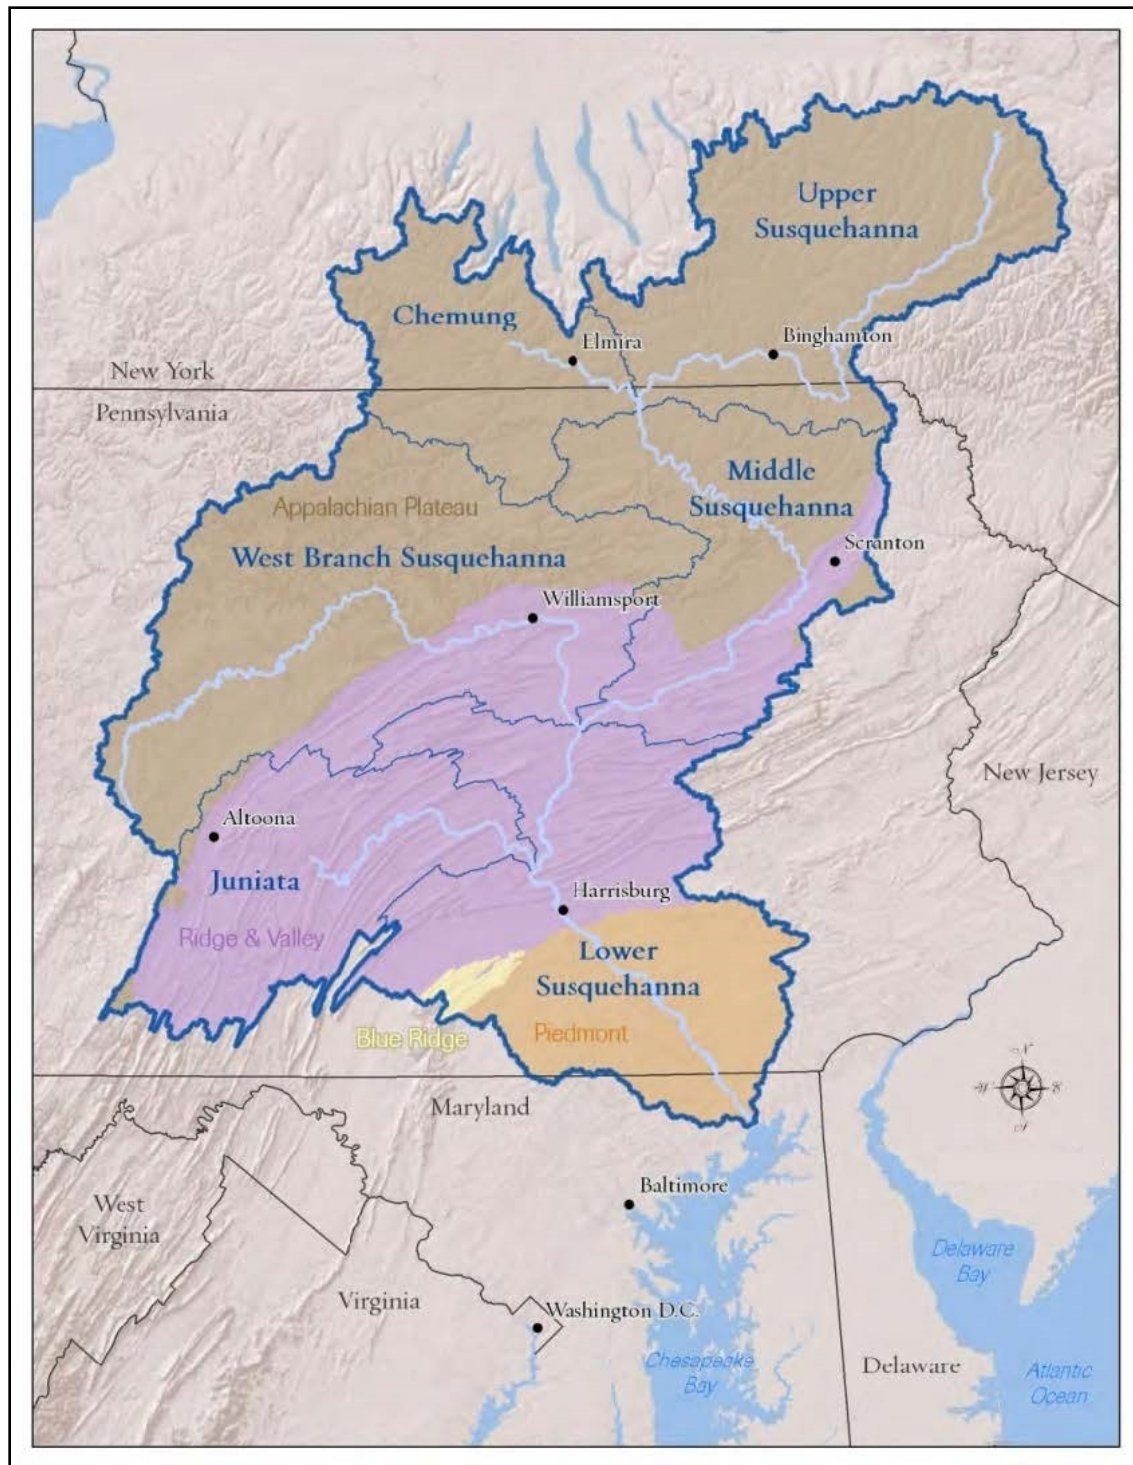 Upper
Susquehanna
Chemung
Elmira
Binghamton
New York
Pennsylvania
Middle
Susquehanna
Appalachian Plateau
West Branch Susquehanna
Scranton
Williamsport
New Jersey
Altoona
Juniata
Harrisburg
Ridge & Valley
Lower
Susquehanna
Blue Ridge
Piedmont
N
W
E
S
Maryland
Baltimore
West
Virginia
Delaware
Bay
Virginia
Washington D.C.
Chesapeake
Bay
Delaware
Atlantic
Ocean